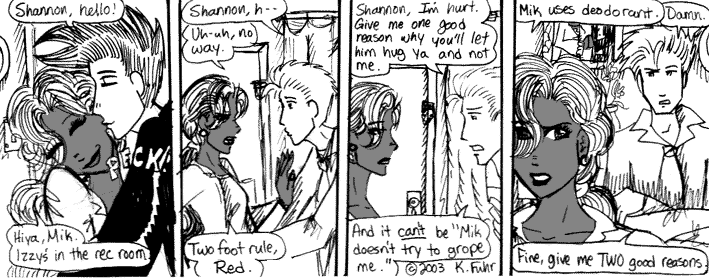 Shannon, hello!
PECK!
Hiya, Mik.
Izzy's in the rec room.
Shannon, h--
Uh-uh, no
way.
Two foot rule,
Red.
Shannon, I'm hurt.
Give me one good
reason why you'll let
him hug ya and not
me.
And it can't be "Mik
doesn't try to grope
me."
©2003 K. Fuhr
Mik uses deodorant.
Damn.
Fine, give me TWO good reasons.